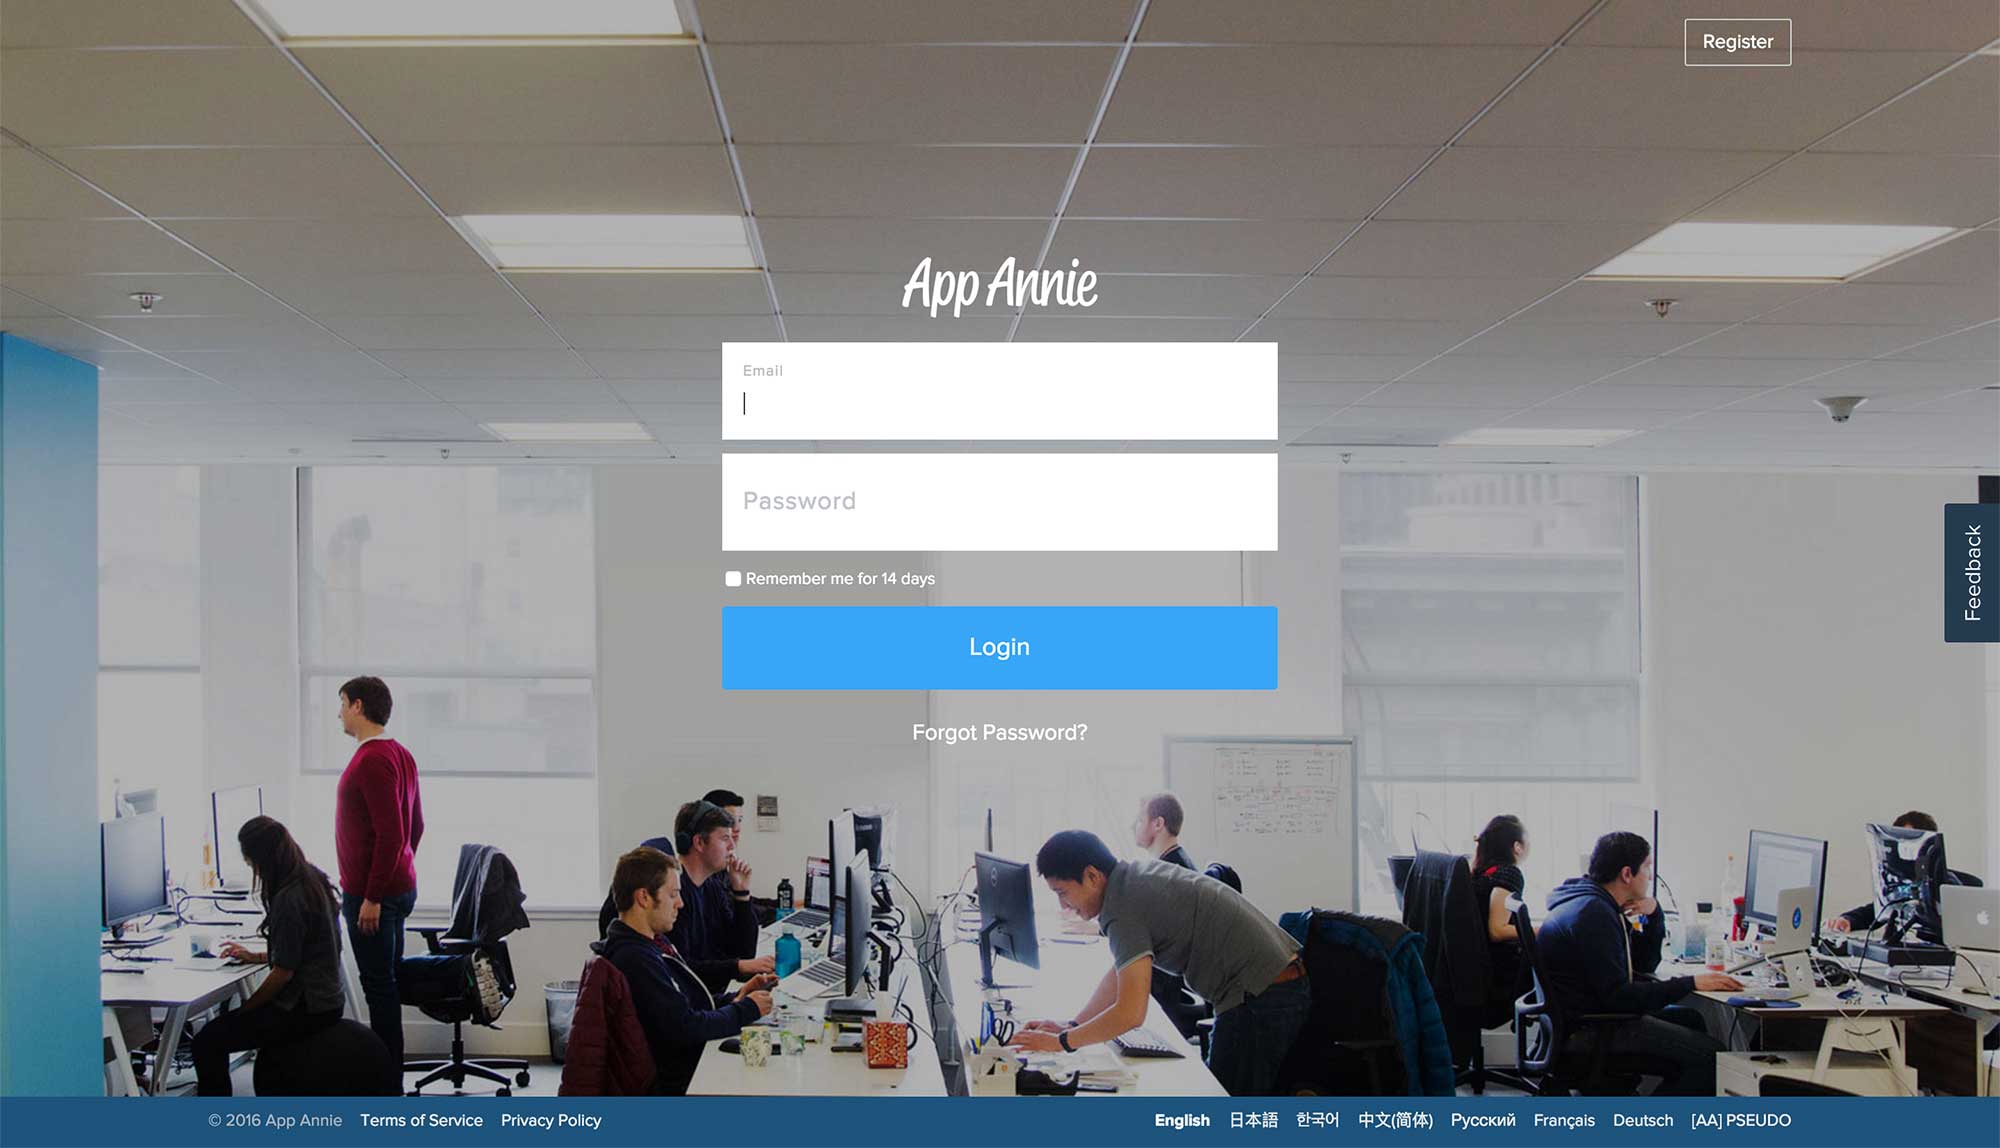 Register
App Annie
Email
Password
Remember me for 14 days
Login
Forgot Password?
Feedback
© 2016 App Annie Terms of Service Privacy Policy
English 日本語 한국어 中文(简体) Русский Français Deutsch [AA] PSEUDO